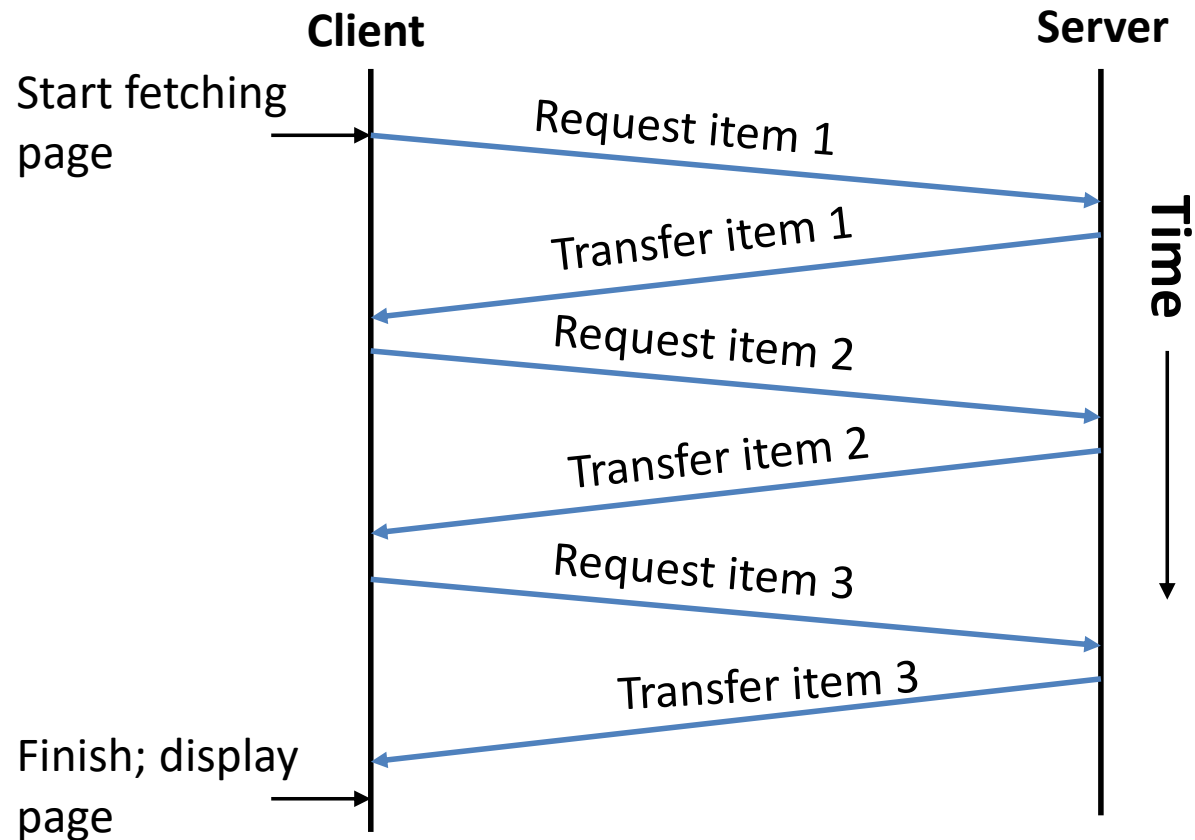 Client
Server
Start fetching
page
Request item 1
Transfer item 1
Time
Request item 2
Transfer item 2
Request item 3
Transfer item 3
Finish; display
page